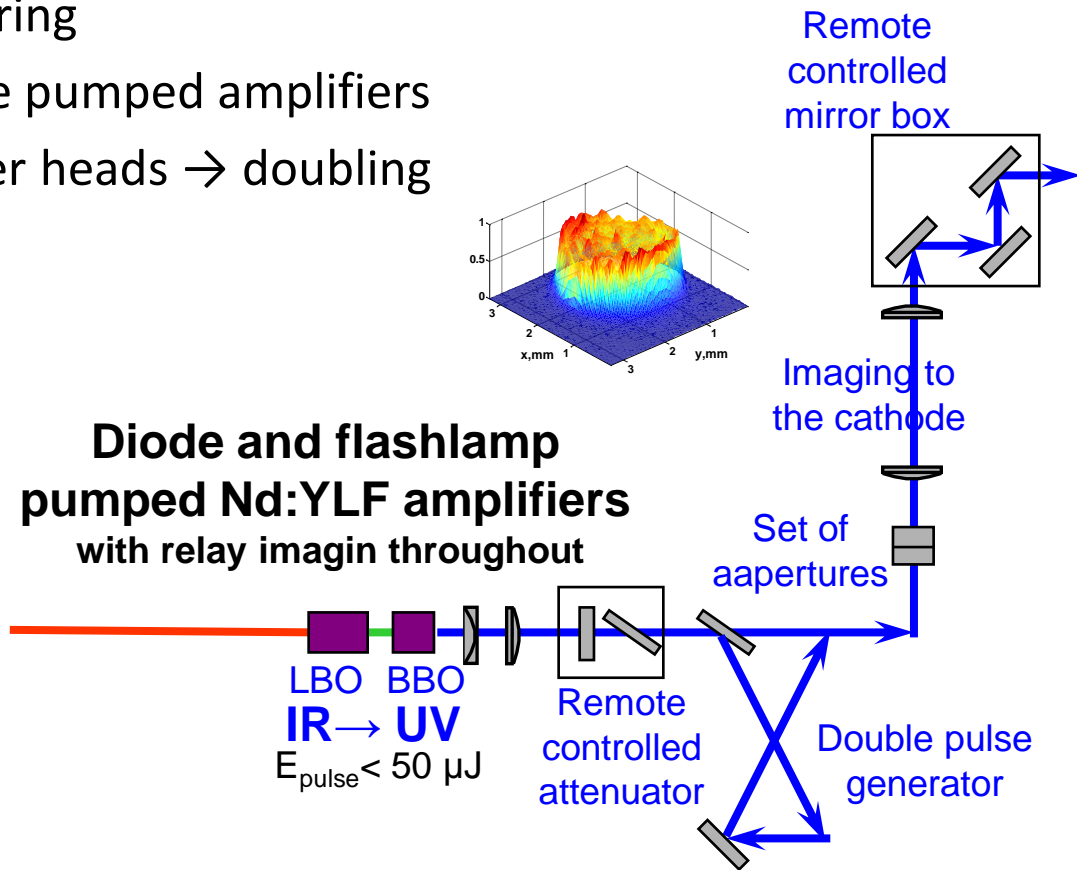 ring
e pumped amplifiers
er heads → doubling
Remote
controlled
mirror box
1
0.5
0
3
2
1
x,mm
1
2
3
y,mm
Imaging to
the cathode
Diode and flashlamp
pumped Nd:YLF amplifiers
with relay imagin throughout
Set of
aapertures
LBO BBO
IR→ UV
Epulse< 50 µJ
Remote
controlled
attenuator
Double pulse
generator